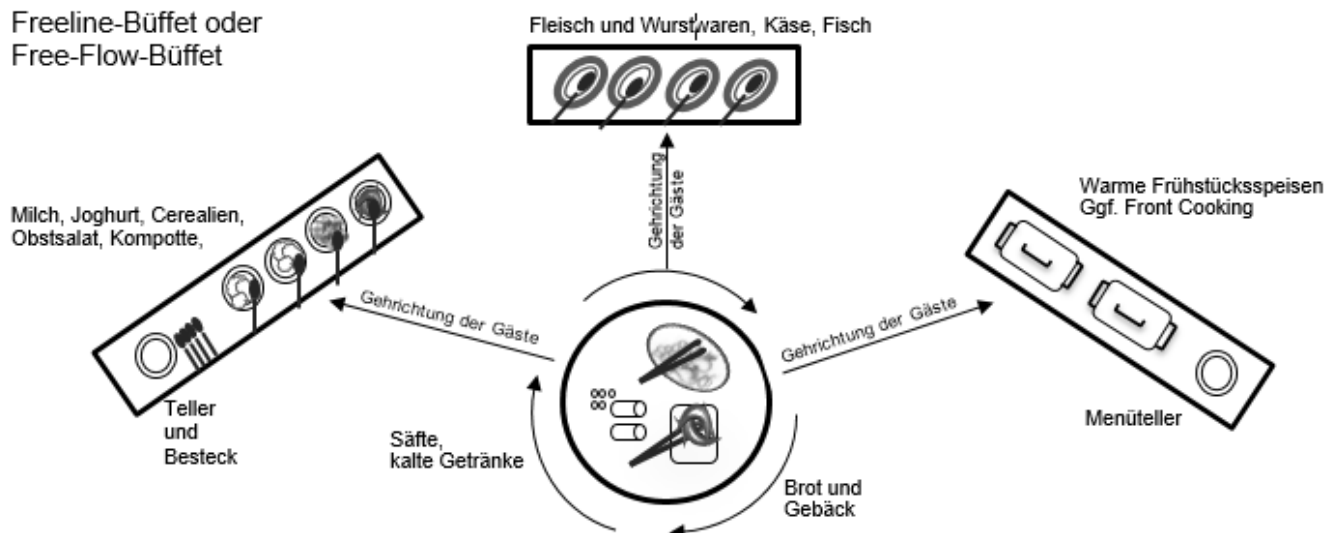 Freeline-Büffet oder
Free-Flow-Büffet
Fleisch und Wurstwaren, Käse, Fisch
Milch, Joghurt, Cerealien,
Obstsalat, Kompotte,
Warme Frühstücksspeisen
Ggf. Front Cooking
Gehrichtung
der Gäste
Gehrichtung der Gäste
Gehrichtung der Gäste
Teller
und
Besteck
Menüteller
Säfte,
kalte Getränke
Brot und
Gebäck